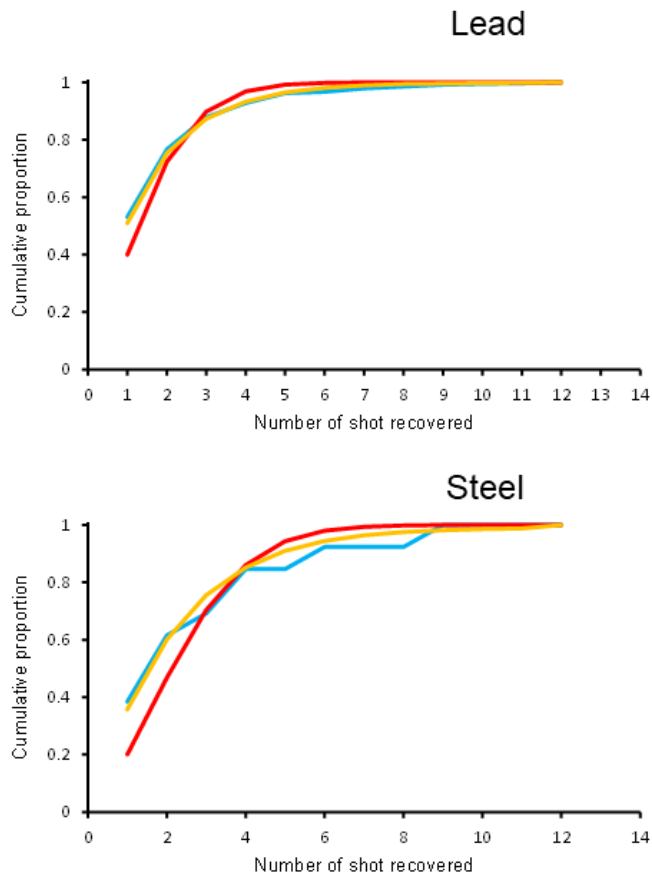 Lead
Cumulative proportion
1
0.8
0.6
0.4
0.2
0
0 1 2 3 4 5 6 7 8 9 10 11 12 13 14
Number of shot recovered
Steel
Cumulative proportion
1
0.8
0.6
0.4
0.2
0
0 2 4 6 8 10 12 14
Number of shot recovered